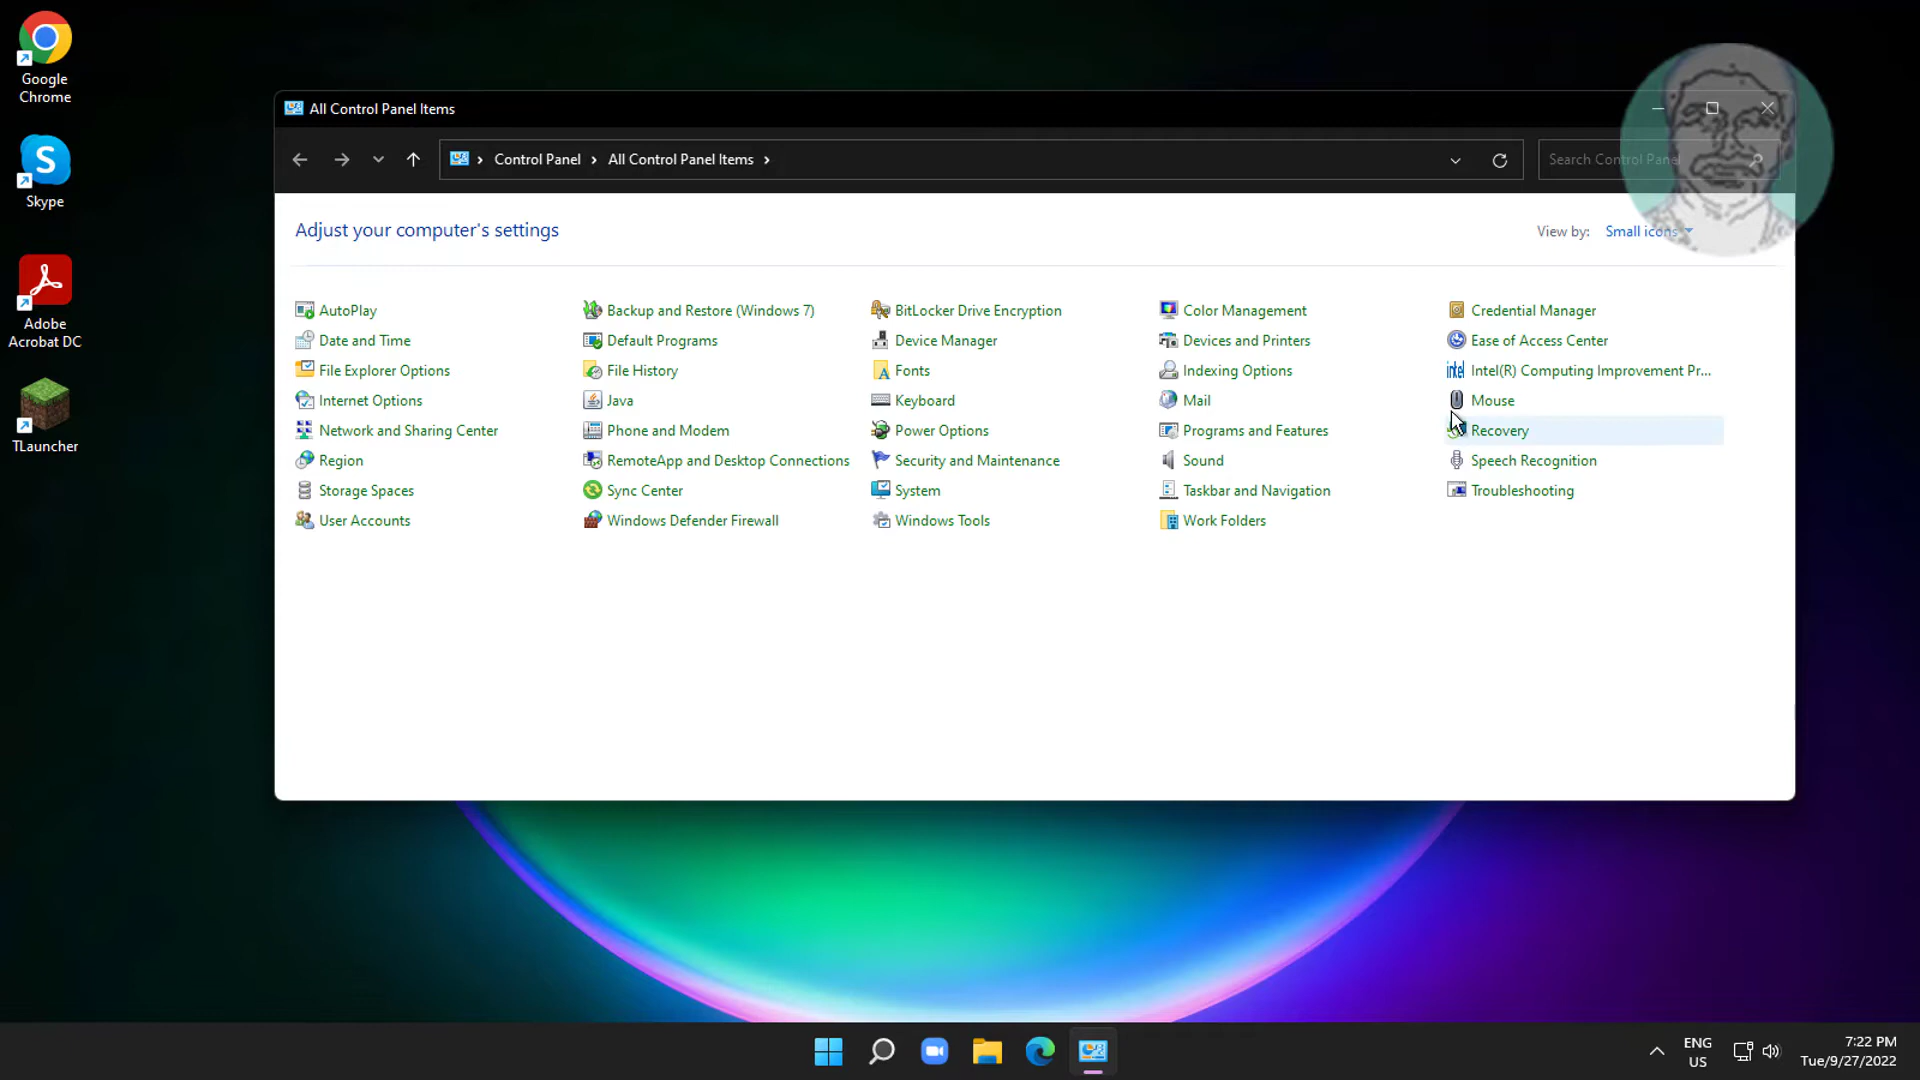 Google
Chrome
Skype
Adobe
Acrobat DC
TLauncher
All Control Panel Items
Control Panel > All Control Panel Items >
Search Control Panel
Adjust your computer's settings
View by: Small icons
AutoPlay
Backup and Restore (Windows 7)
BitLocker Drive Encryption
Color Management
Credential Manager
Date and Time
Default Programs
Device Manager
Devices and Printers
Ease of Access Center
File Explorer Options
File History
Fonts
Indexing Options
intel Intel(R) Computing Improvement Pr...
Internet Options
Java
Keyboard
Mail
Mouse
Network and Sharing Center
Phone and Modem
Power Options
Programs and Features
Recovery
Region
RemoteApp and Desktop Connections
Security and Maintenance
Sound
Speech Recognition
Storage Spaces
Sync Center
System
Taskbar and Navigation
Troubleshooting
User Accounts
Windows Defender Firewall
Windows Tools
Work Folders
ENG
US
7:22 PM
Tue/9/27/2022